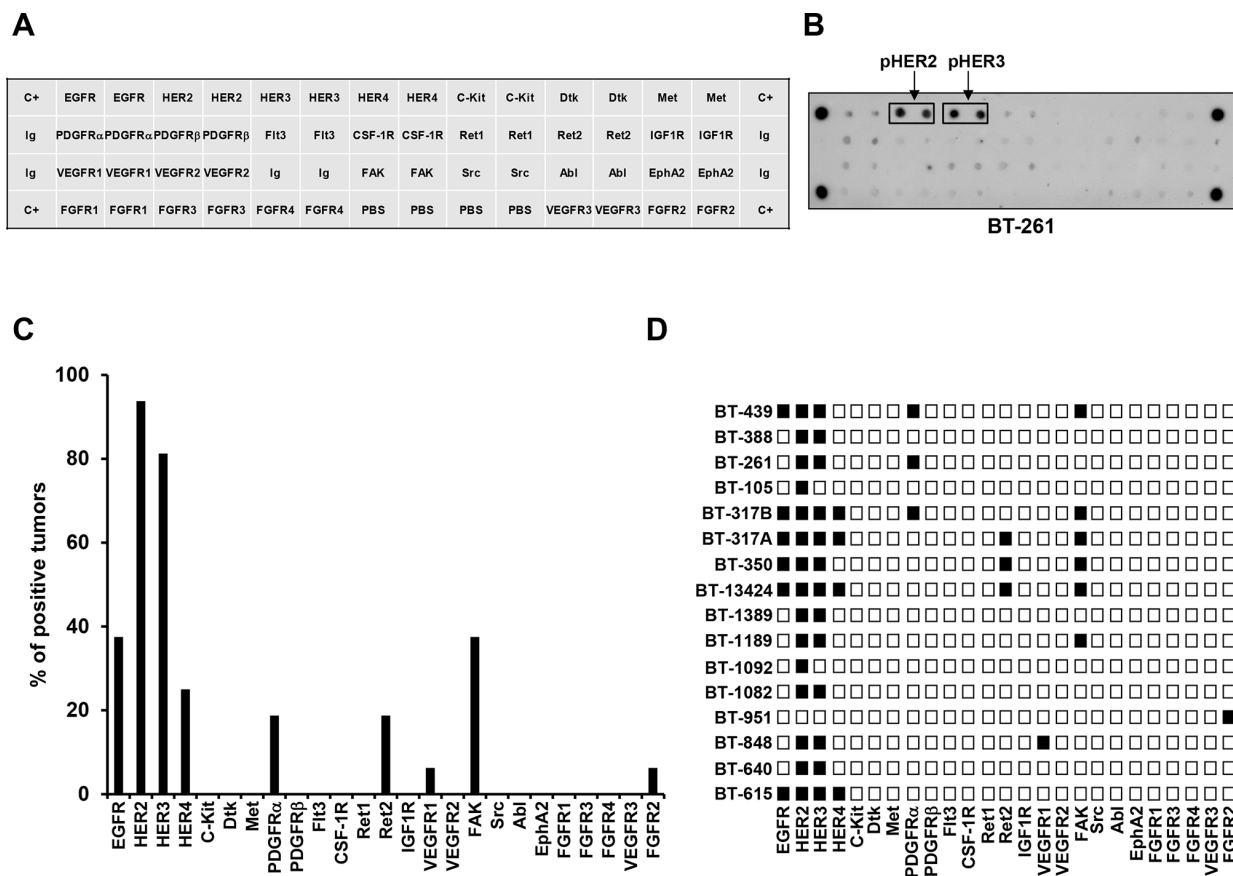 A
C+ EGFR EGFR HER2 HER2 HER3 HER3 HER4 HER4 C-Kit C-Kit Dtk Dtk Met Met C+
Ig PDGFRα PDGFRα PDGFRβ PDGFRβ Flt3 Flt3 CSF-1R CSF-1R Ret1 Ret1 Ret2 Ret2 IGF1R IGF1R Ig
Ig VEGFR1 VEGFR1 VEGFR2 VEGFR2 Ig Ig FAK FAK Src Src Abl Abl EphA2 EphA2 Ig
C+ FGFR1 FGFR1 FGFR3 FGFR3 FGFR4 FGFR4 PBS PBS PBS PBS VEGFR3 VEGFR3 FGFR2 FGFR2 C+
B
pHER2 pHER3
BT-261
C
% of positive tumors
100
80
60
40
20
0
EGFR
HER2
HER3
HER4
C-Kit
Dtk
Met
PDGFRα
PDGFRβ
Flt3
CSF-1R
Ret1
Ret2
IGF1R
VEGFR1
VEGFR2
FAK
Src
Abl
EphA2
FGFR1
FGFR3
FGFR4
VEGFR3
FGFR2
D
BT-439
BT-388
BT-261
BT-105
BT-317B
BT-317A
BT-350
BT-13424
BT-1389
BT-1189
BT-1092
BT-1082
BT-951
BT-848
BT-640
BT-615
EGFR
HER2
HER3
HER4
C-Kit
Dtk
Met
PDGFRα
PDGFRβ
Flt3
CSF-1R
Ret1
Ret2
IGF1R
VEGFR1
VEGFR2
FAK
Src
Abl
EphA2
FGFR1
FGFR3
FGFR4
VEGFR3
FGFR2